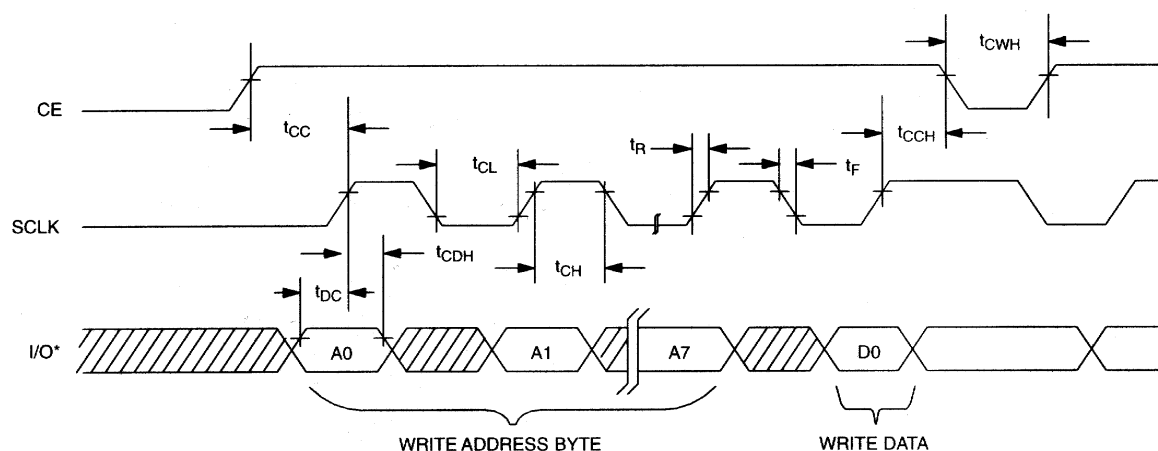 tCWH
CE
tCC
tCCH
tR
tCL
tF
SCLK
tCDH
tCH
tDC
I/O*
A0
A1
A7
D0
WRITE ADDRESS BYTE
WRITE DATA